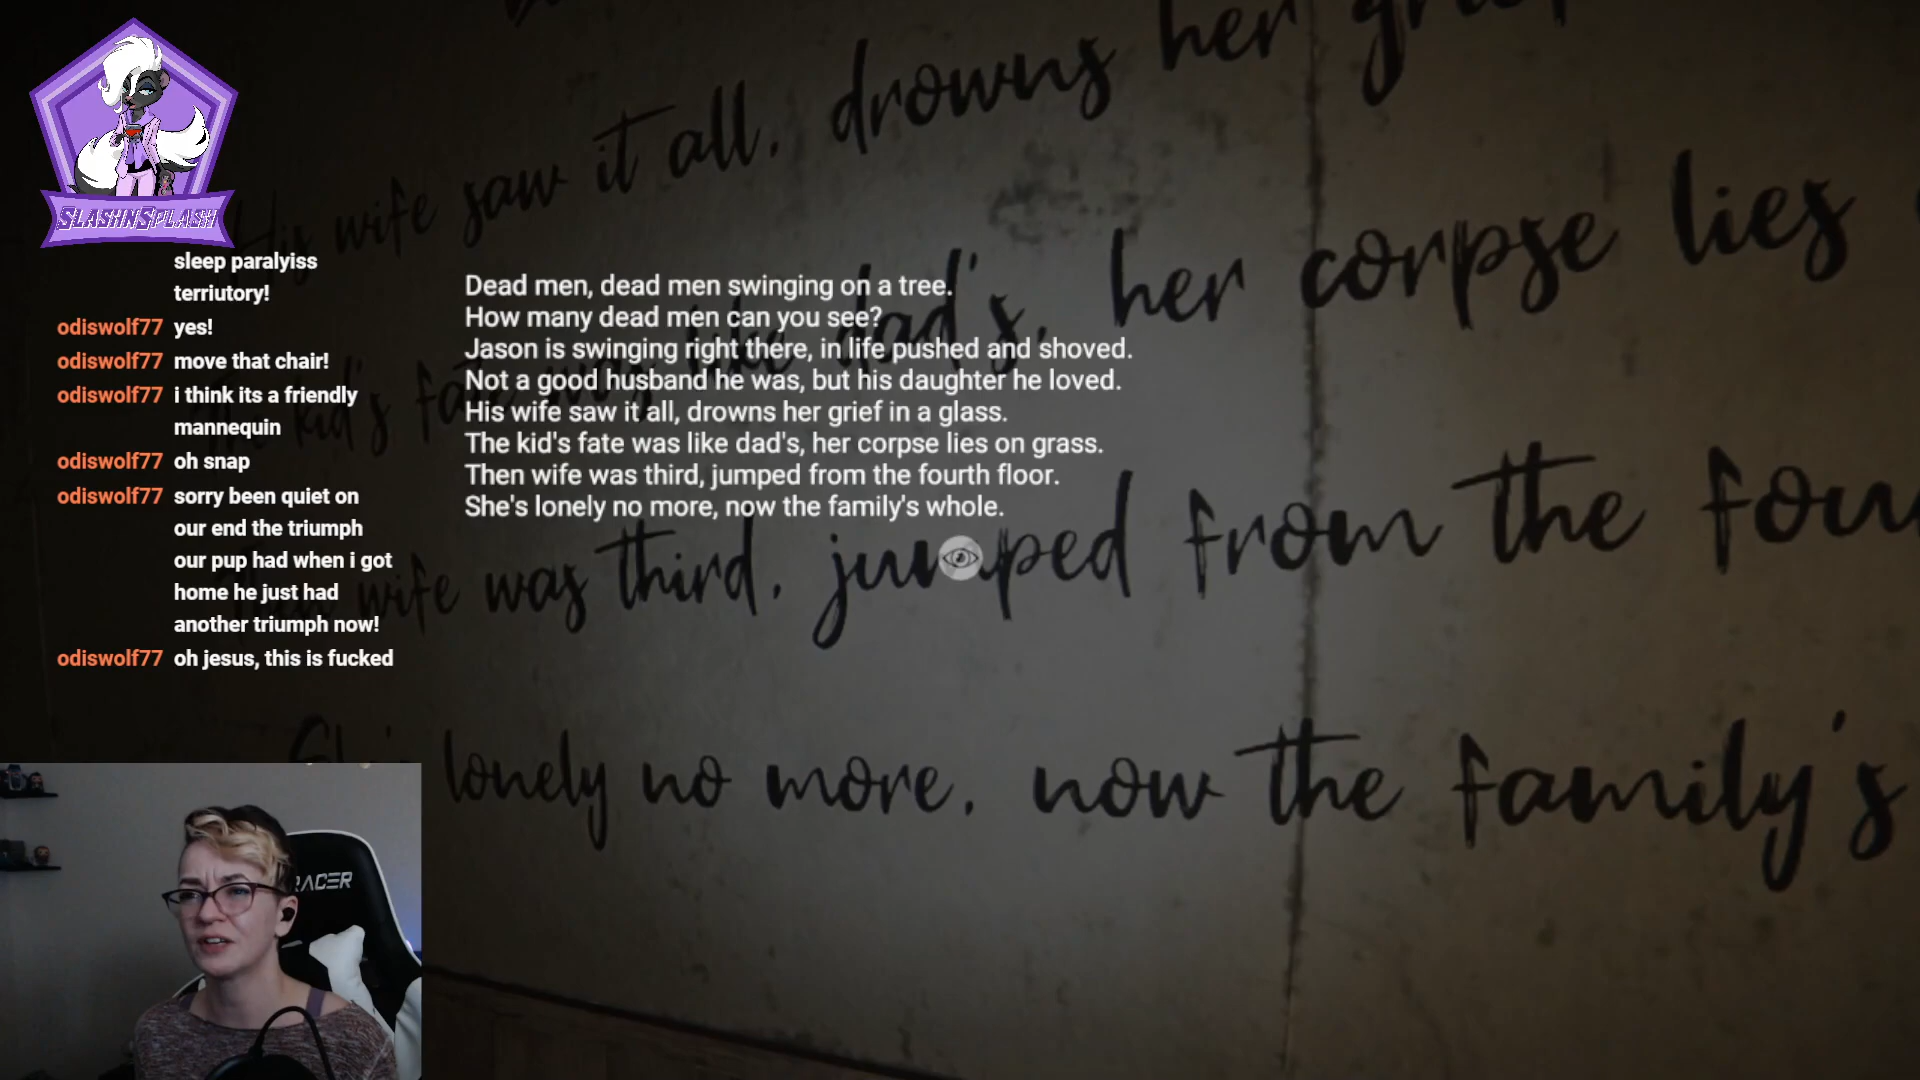 SLASHNSPLASH
sleep paralyiss
terriutory!
odiswolf77 yes!
odiswolf77 move that chair!
odiswolf77 i think its a friendly
mannequin
odiswolf77 oh snap
odiswolf77 sorry been quiet on
our end the triumph
our pup had when i got
home he just had
another triumph now!
odiswolf77 oh jesus, this is fucked
Dead men, dead men swinging on a tree.
How many dead men can you see?
Jason is swinging right there, in life pushed and shoved.
Not a good husband he was, but his daughter he loved.
His wife saw it all, drowns her grief in a glass.
The kid's fate was like dad's, her corpse lies on grass.
Then wife was third, jumped from the fourth floor.
She's lonely no more, now the family's whole.
His wife saw it all, drowns her grief
kid's fate was like dad's, her corpse lies
wife was third, jumped from the
lonely no more, now the family's
RACER